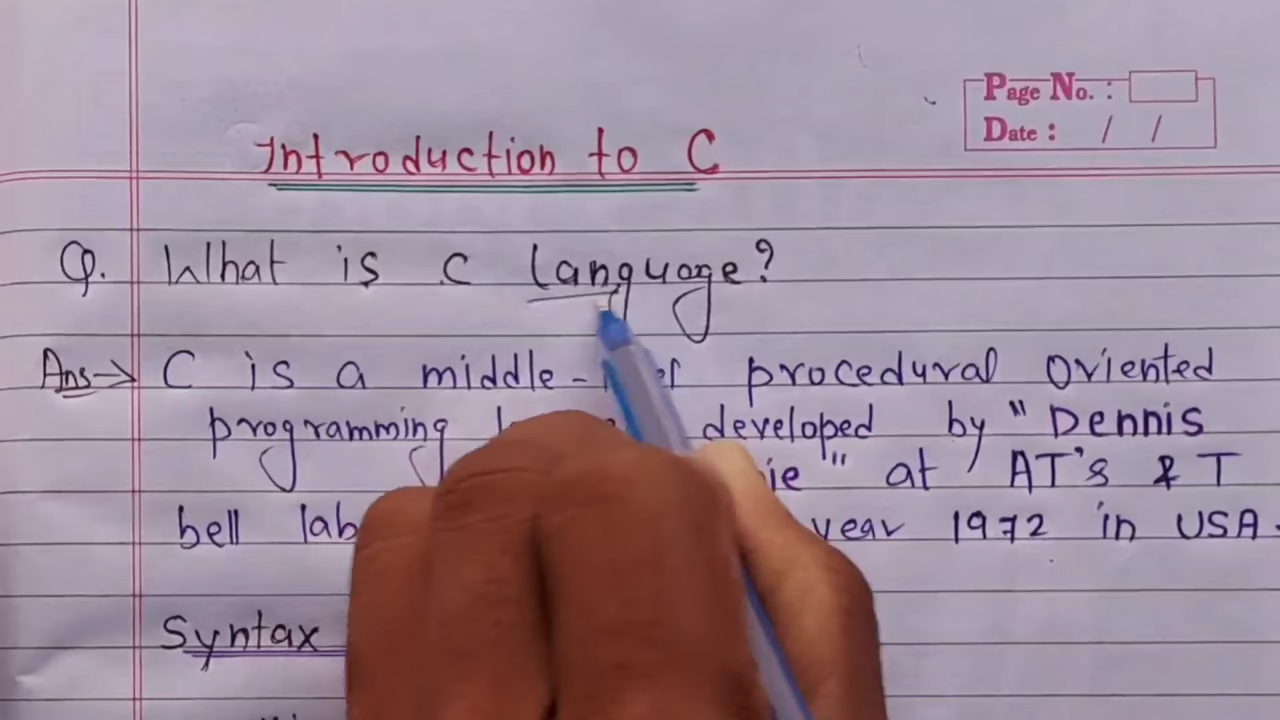 Page No. :
Date : / /
Introduction to C
Q. What is C language?
Ans→ C is a middle- procedural Oriented
programming developed by "Dennis
" at AT's & T
bell lab year 1972 in USA.
Syntax